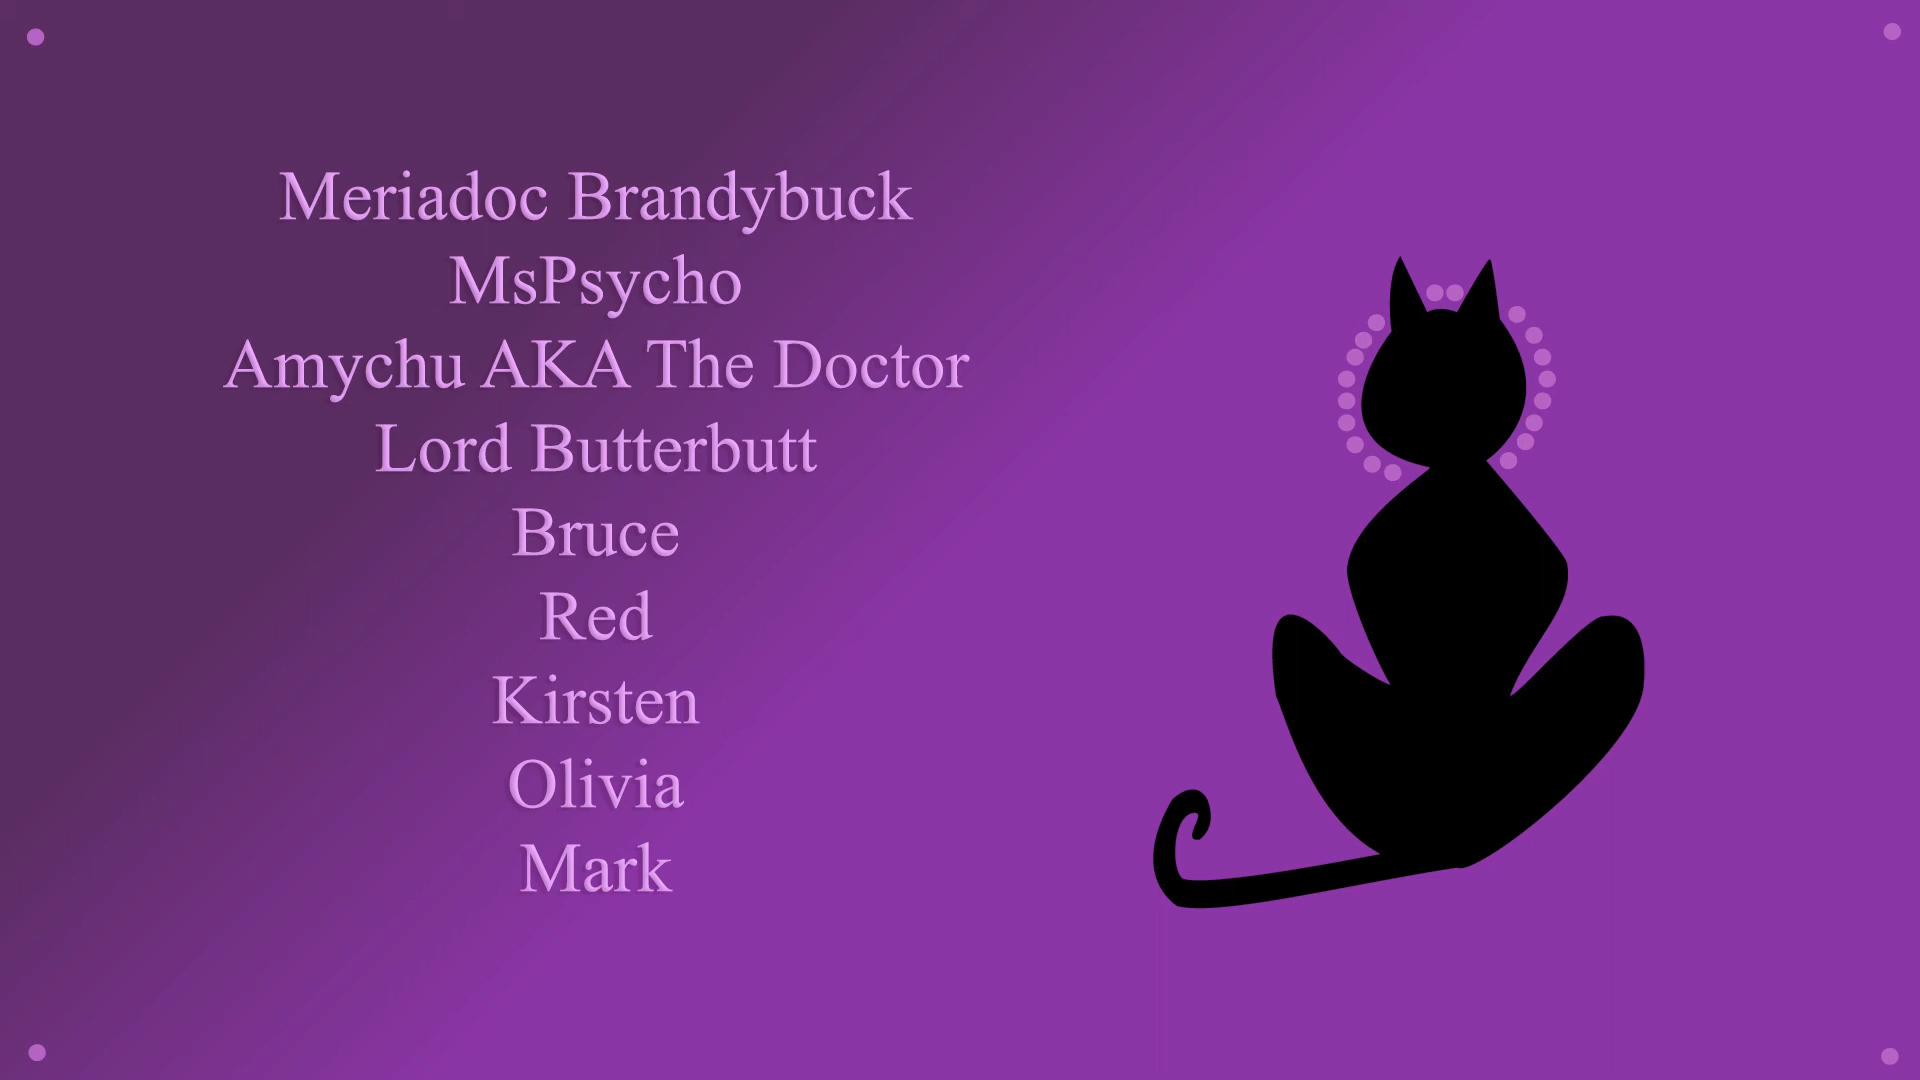 Meriadoc Brandybuck
MsPsycho
Amychu AKA The Doctor
Lord Butterbutt
Bruce
Red
Kirsten
Olivia
Mark